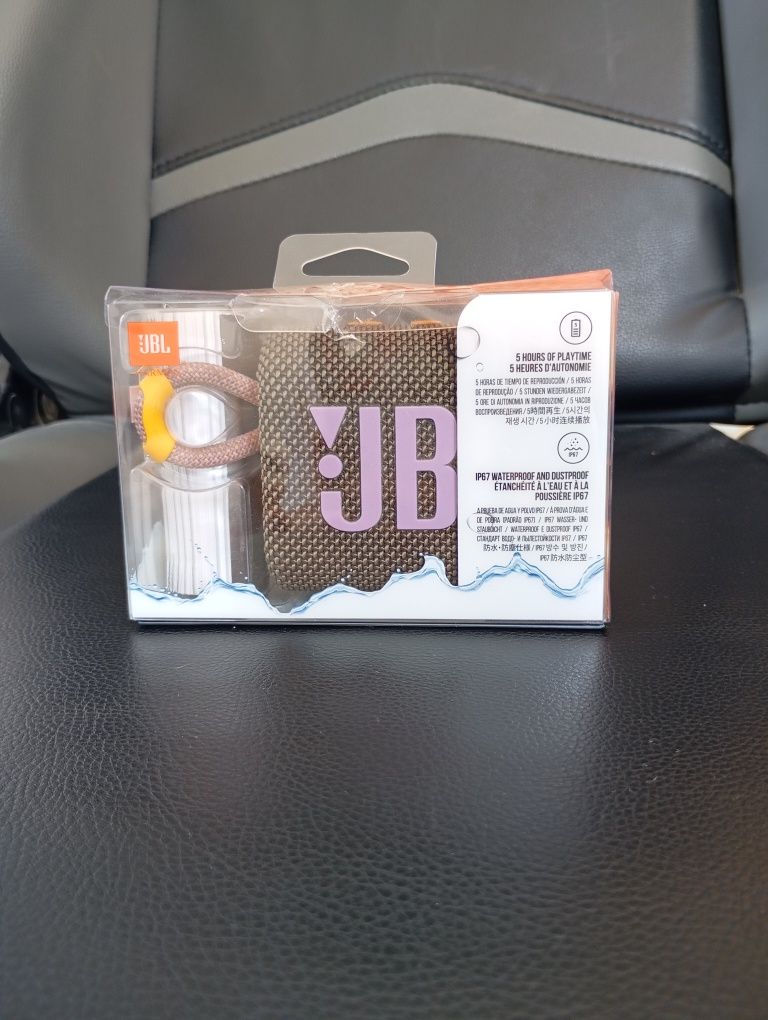 JBL
JB
5
5 HOURS OF PLAYTIME
5 HEURES D'AUTONOMIE
5 HORAS DE TIEMPO DE REPRODUCCIÓN / 5 HORAS
DE REPRODUÇÃO / 5 STUNDEN WIEDERGABEZEIT /
5 ORE DI AUTONOMIA IN RIPRODUZIONE / 5 ЧАСОВ
ВОСПРОИЗВЕДЕНИЯ / 5時間再生 / 5시간의
재생 시간 / 5小时连续播放
IP67
IP67 WATERPROOF AND DUSTPROOF
ÉTANCHÉITÉ À L'EAU ET À LA
POUSSIÈRE IP67
A PRUEBA DE AGUA Y POLVO IP67 / À PROVA D'ÁGUA E
DE POEIRA (PADRÃO IP67) / IP67 WASSER- UND
STAUBDICHT / WATERPROOF E DUSTPROOF IP67 /
СТАНДАРТ ВОДО- И ПЫЛЕСТОЙКОСТИ IP67 / IP67
防水・防塵仕様 / IP67 방수 및 방진 /
IP67 防水防尘型